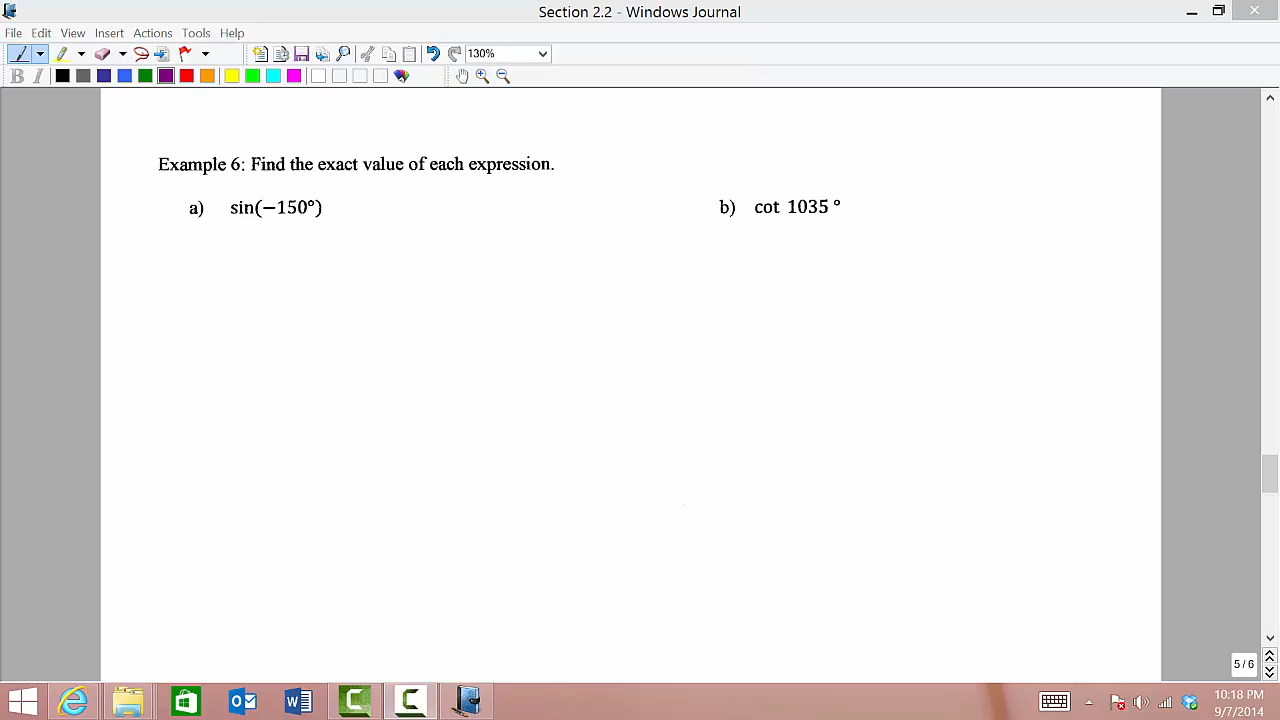 Section 2.2 - Windows Journal
File Edit View Insert Actions Tools Help
130%
B I
Example 6: Find the exact value of each expression.
a) sin(−150°)
b) cot 1035 °
5 / 6
10:18 PM
9/7/2014